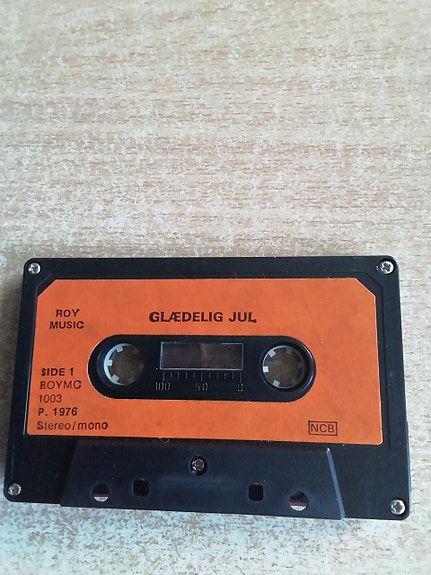 ROY
MUSIC
GLÆDELIG JUL
100 50 0
SIDE 1
ROYMC
1003
P. 1976
Stereo/mono
NCB